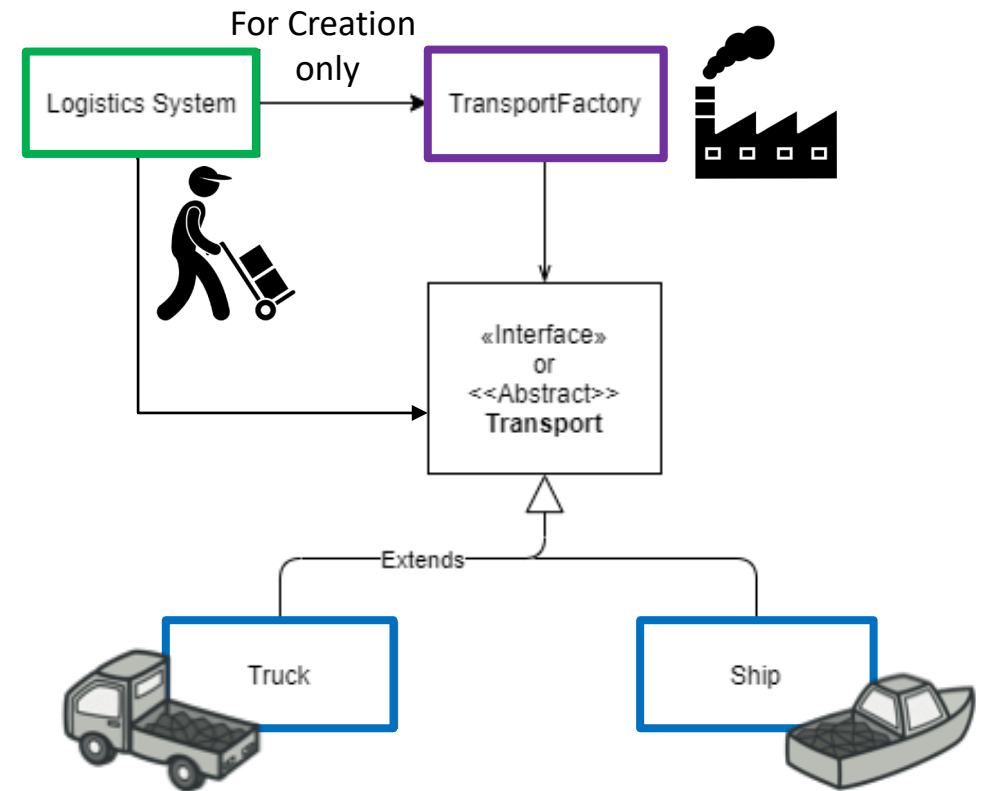 For Creation
only
Logistics System
TransportFactory
«Interface»
or
<<Abstract>>
Transport
Extends
Truck
Ship